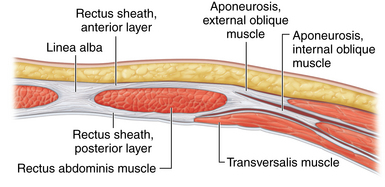 Rectus sheath,
anterior layer
Linea alba
Aponeurosis,
external oblique
muscle
Aponeurosis,
internal oblique
muscle
Rectus sheath,
posterior layer
Rectus abdominis muscle
Transversalis muscle